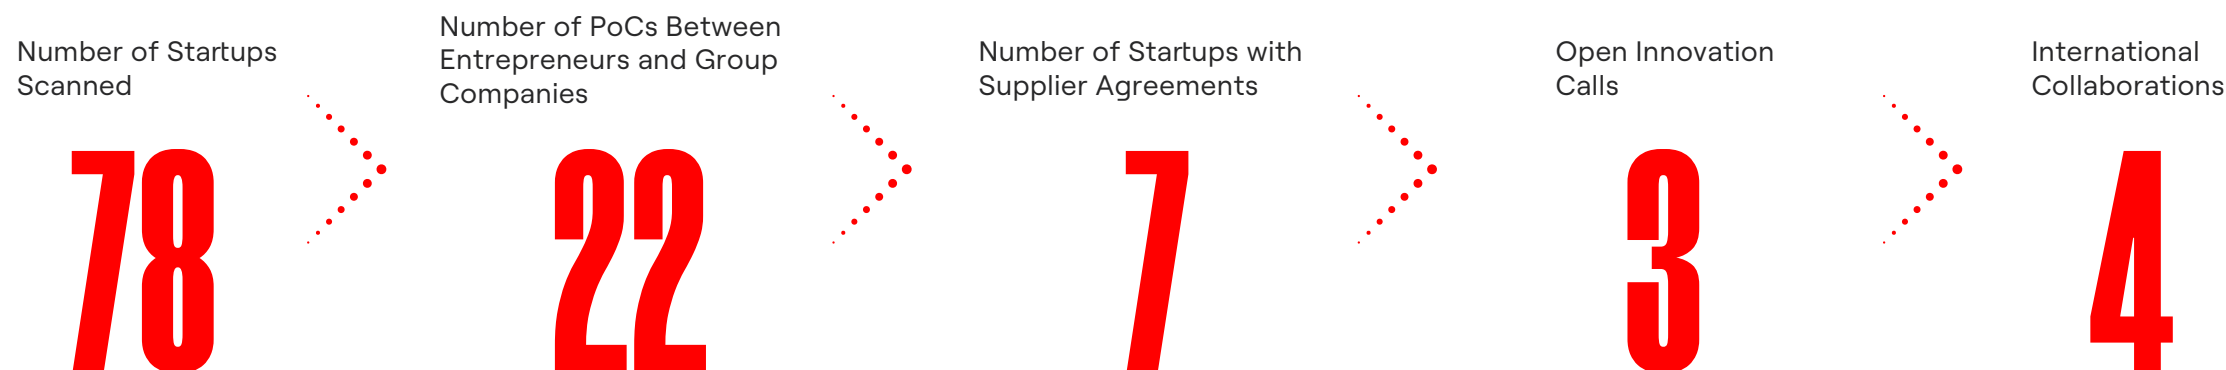 Number of Startups
Scanned
78
Number of PoCs Between
Entrepreneurs and Group
Companies
22
Number of Startups with
Supplier Agreements
7
Open Innovation
Calls
3
International
Collaborations
4